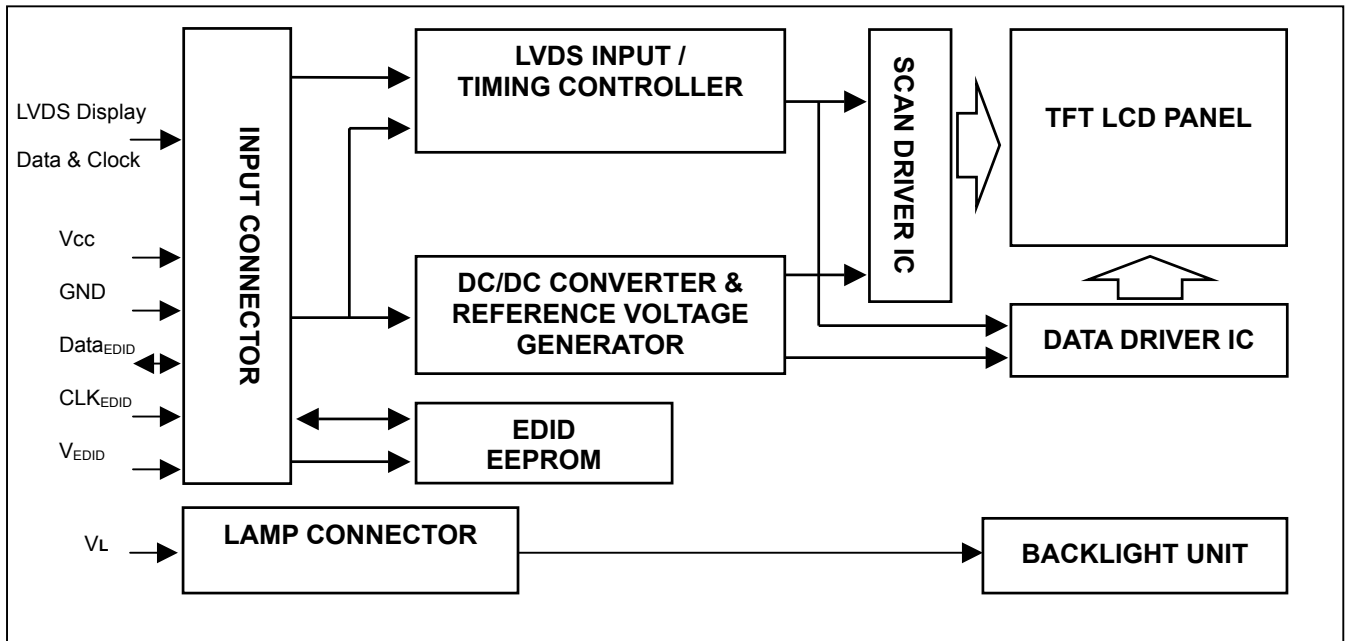 LVDS Display
Data & Clock
Vcc
GND
DataEDID
CLKEDID
VEDID
VL
INPUT CONNECTOR
LVDS INPUT /
TIMING CONTROLLER
DC/DC CONVERTER &
REFERENCE VOLTAGE
GENERATOR
EDID
EEPROM
LAMP CONNECTOR
SCAN DRIVER IC
TFT LCD PANEL
DATA DRIVER IC
BACKLIGHT UNIT